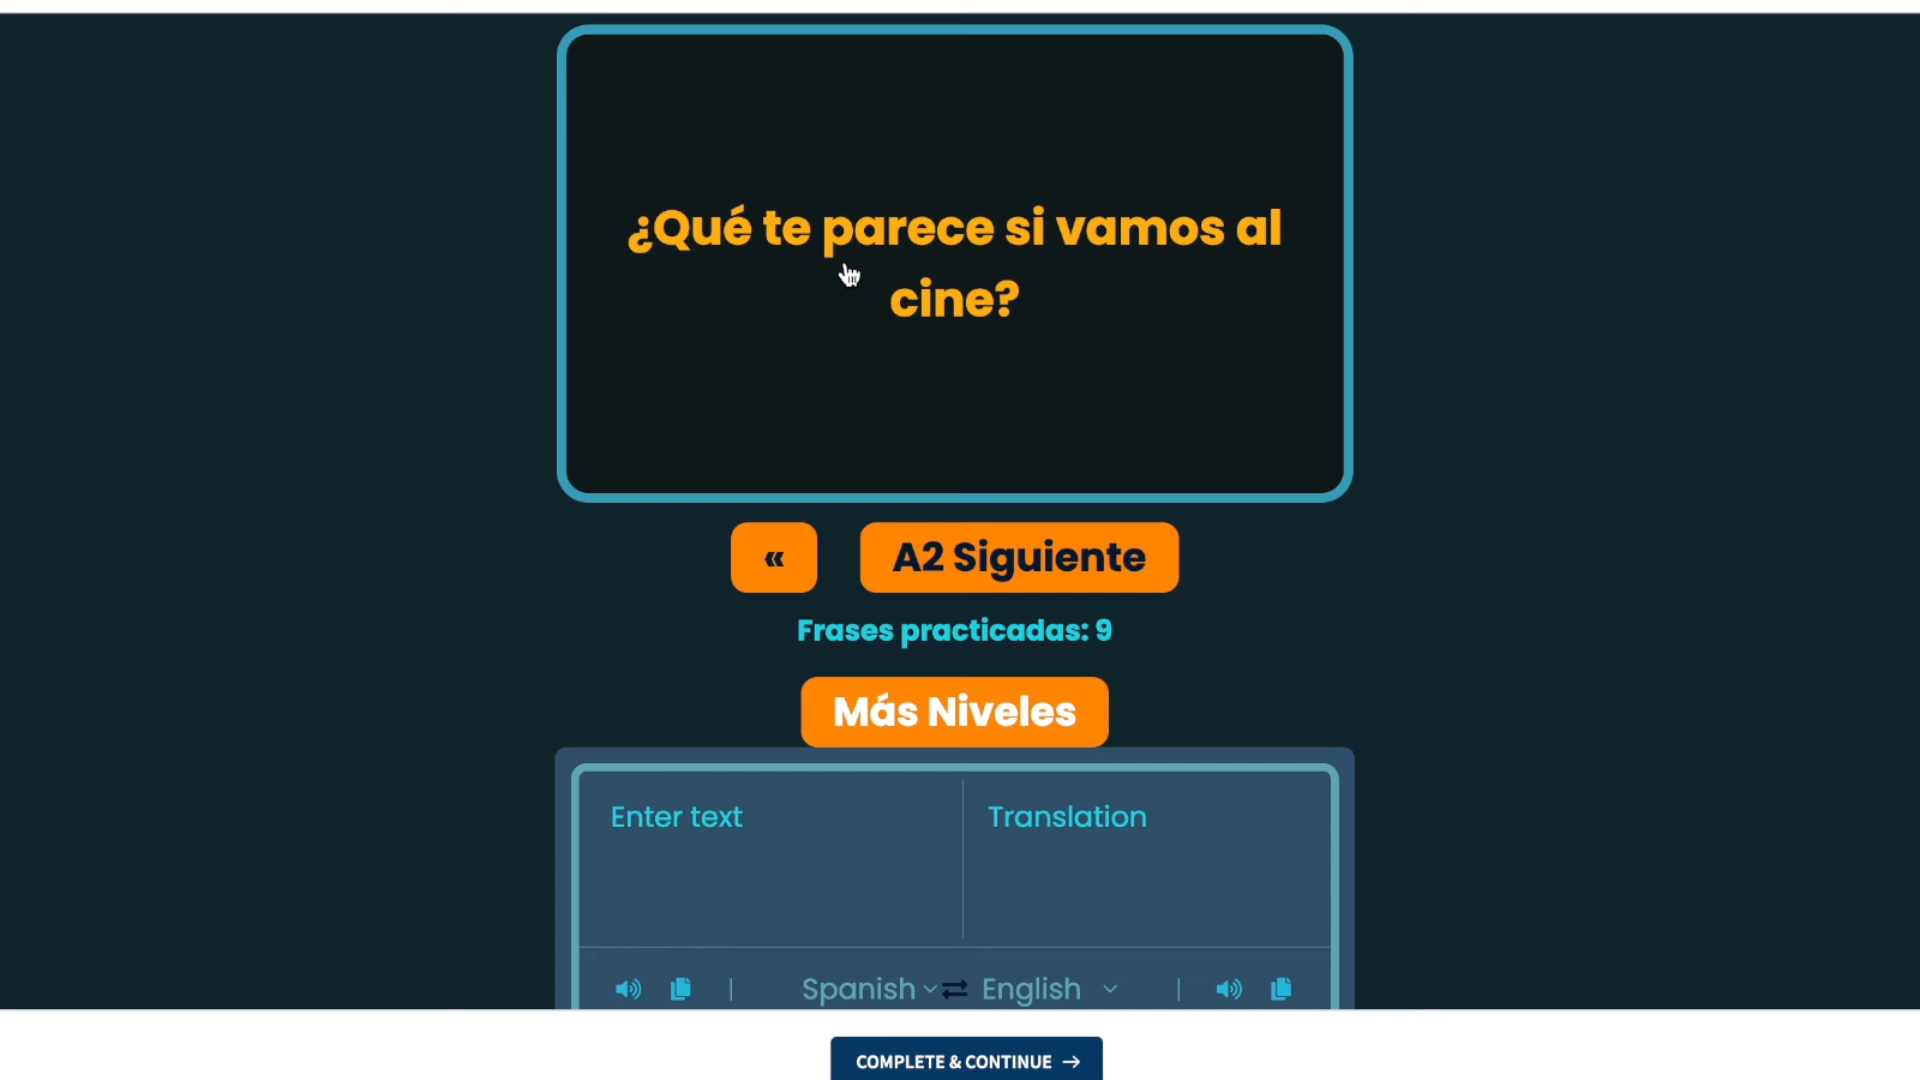 ¿Qué te parece si vamos al
cine?
« A2 Siguiente
Frases practicadas: 9
Más Niveles
Enter text Translation
| Spanish English |
COMPLETE & CONTINUE →